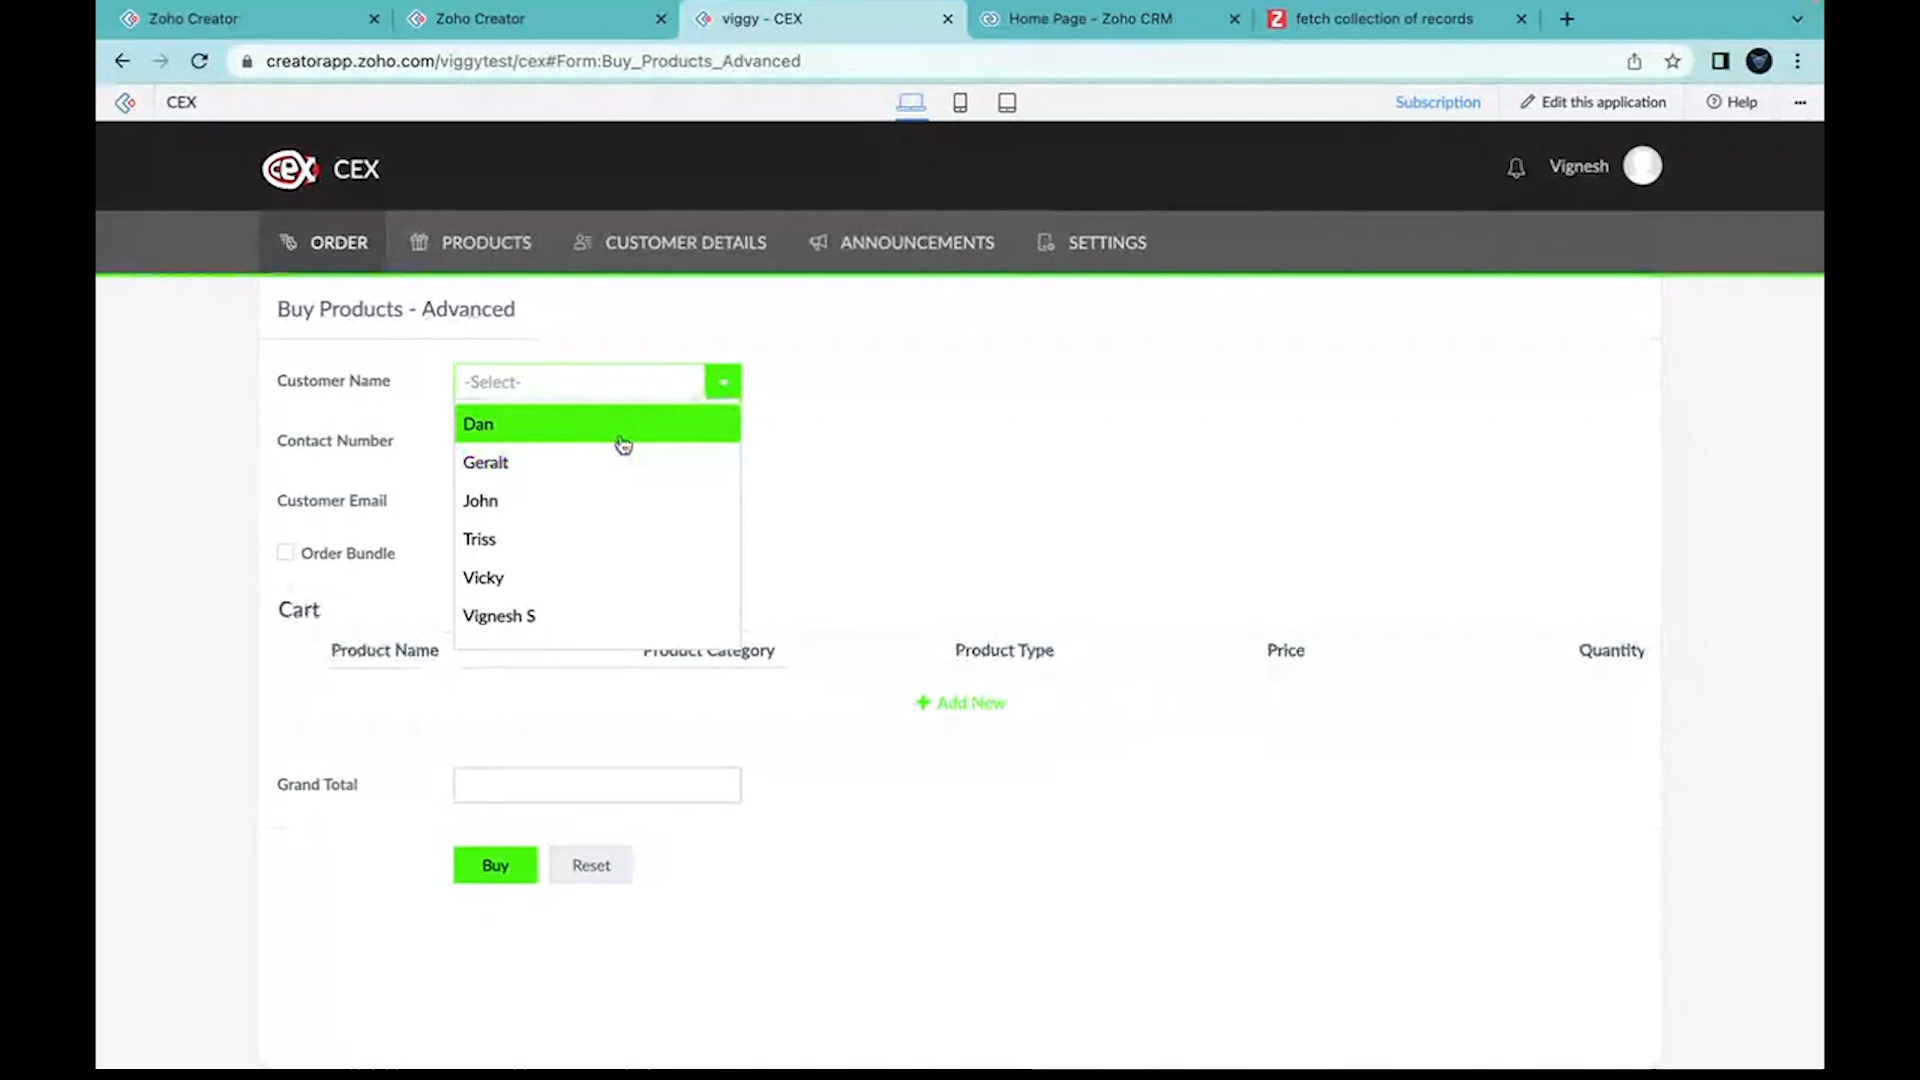 Zoho Creator
Zoho Creator
viggy - CEX
Home Page - Zoho CRM
Z fetch collection of records
creatorapp.zoho.com/viggytest/cex#Form:Buy_Products_Advanced
CEX
Subscription
Edit this application
Help
cex CEX
Vignesh
ORDER
PRODUCTS
CUSTOMER DETAILS
ANNOUNCEMENTS
SETTINGS
Buy Products - Advanced
Customer Name
-Select-
Dan
Contact Number
Geralt
Customer Email
John
Triss
Order Bundle
Vicky
Cart
Vignesh S
Product Name
Product Category
Product Type
Price
Quantity
+ Add New
Grand Total
Buy
Reset